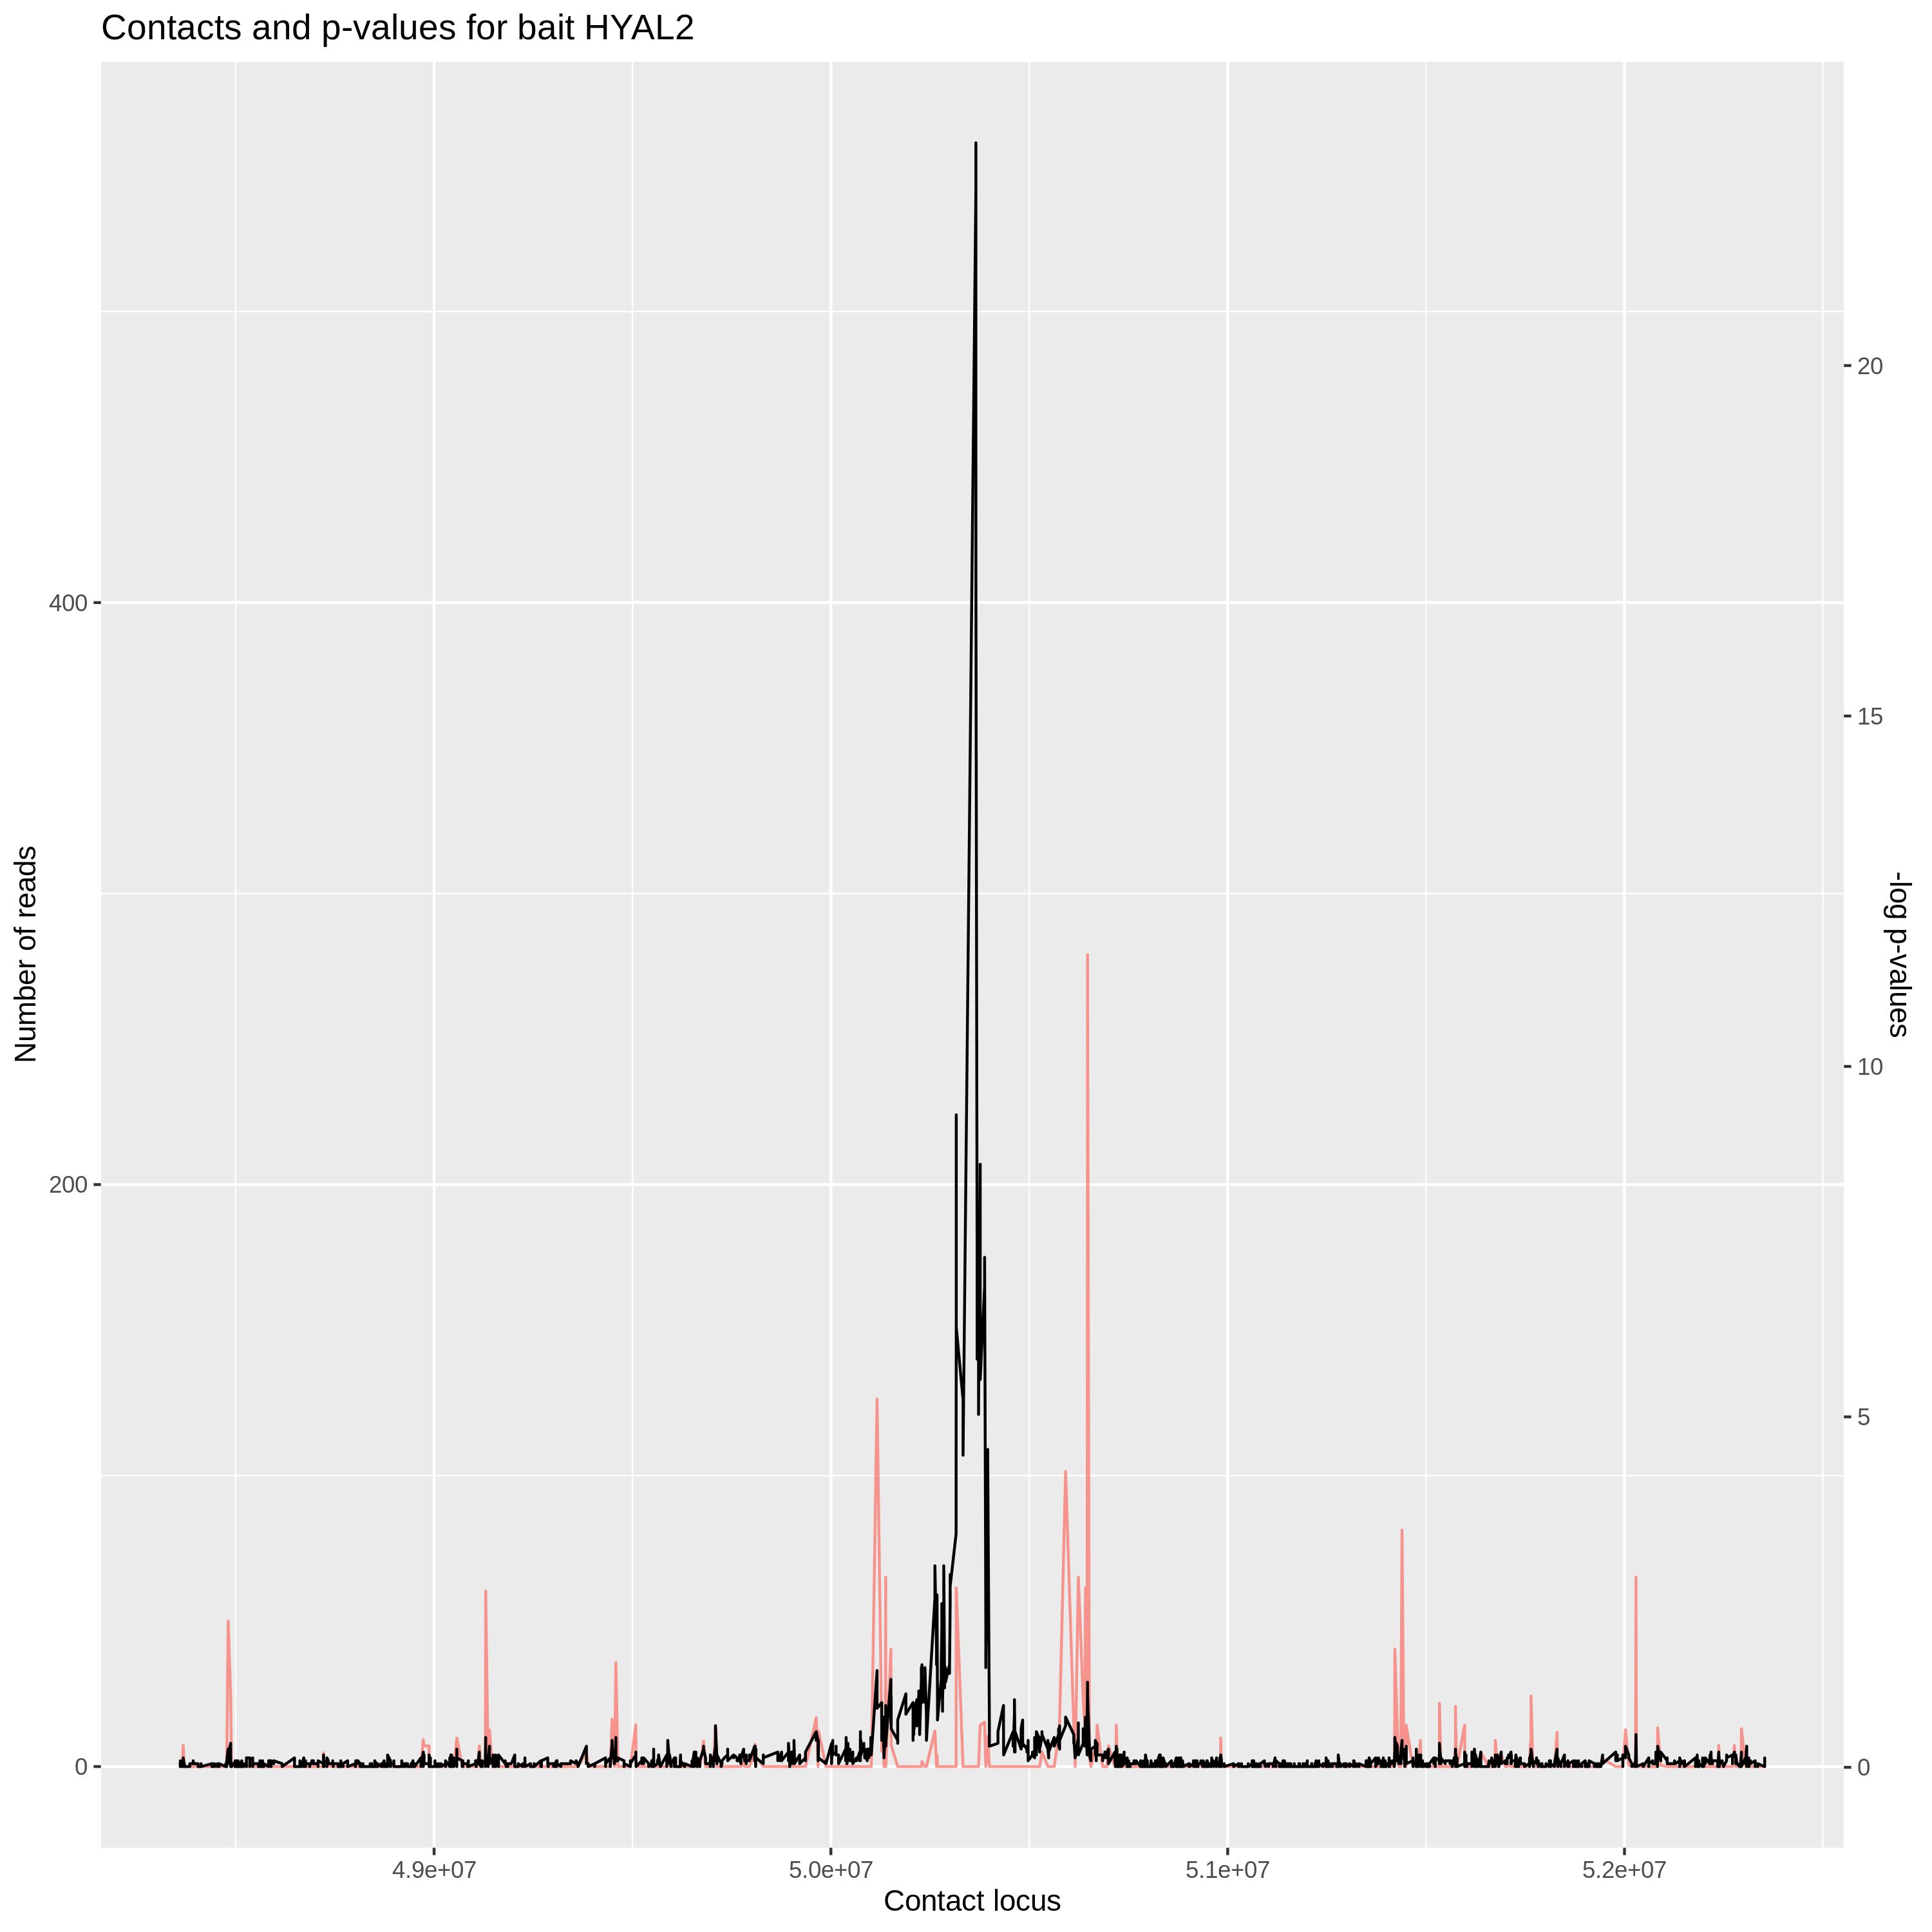 Contacts and p-values for bait HYAL2
Number of reads
400
200
0
20
15
10
5
0
-log p-values
4.9e+07 5.0e+07 5.1e+07 5.2e+07
Contact locus